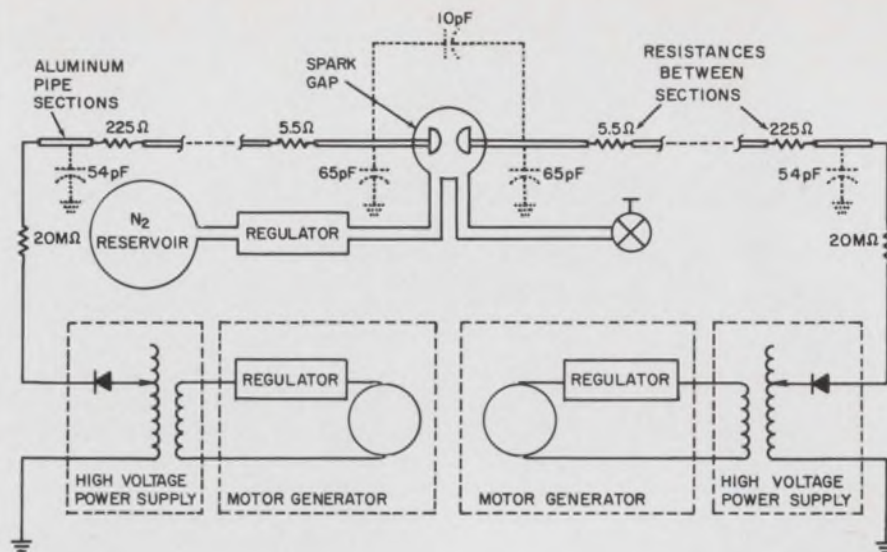 10pF
ALUMINUM
PIPE
SECTIONS
SPARK
GAP
RESISTANCES
BETWEEN
SECTIONS
225Ω
5.5Ω
5.5Ω
225Ω
54pF
65pF
65pF
54pF
N2
RESERVOIR
REGULATOR
20MΩ
20MΩ
REGULATOR
REGULATOR
HIGH VOLTAGE
POWER SUPPLY
MOTOR GENERATOR
MOTOR GENERATOR
HIGH VOLTAGE
POWER SUPPLY